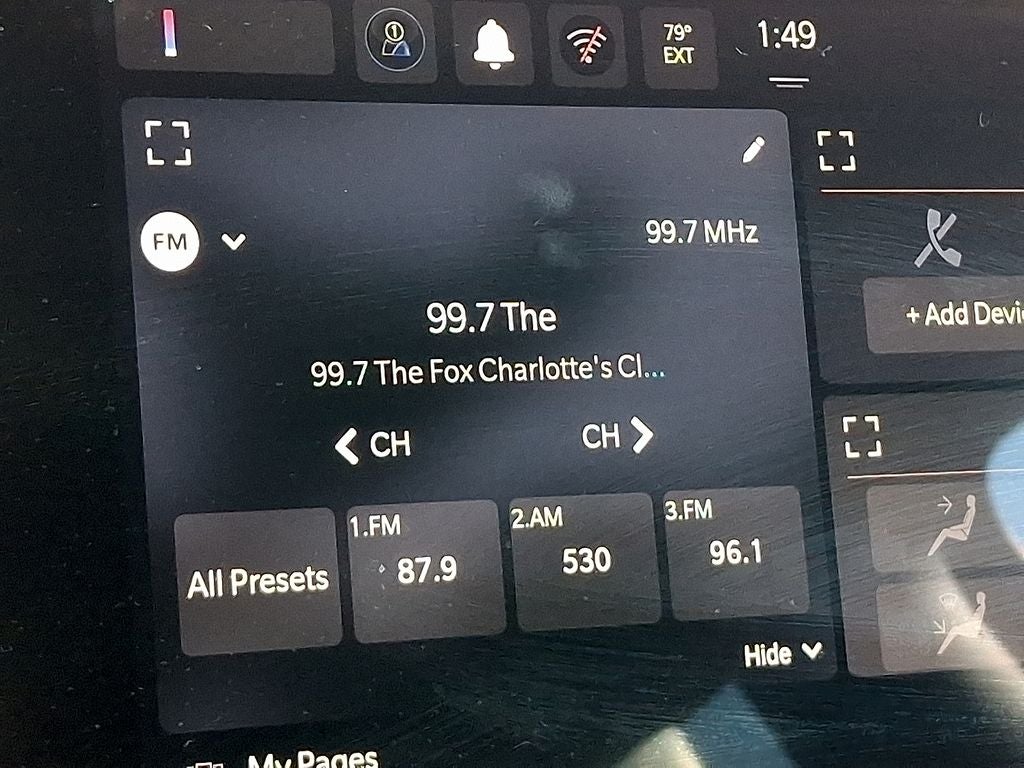 1
79°
EXT
1:49
FM
99.7 MHz
99.7 The
99.7 The Fox Charlotte's Cl...
CH
CH
All Presets
1.FM
87.9
2.AM
530
3.FM
96.1
Hide
+ Add Devi
My Pages